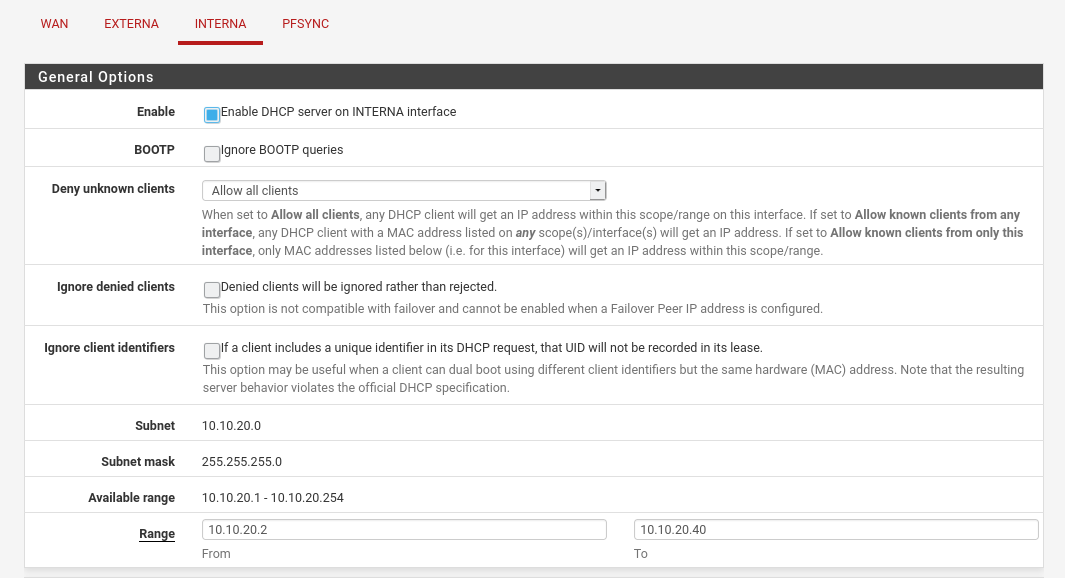 WAN EXTERNA INTERNA PFSYNC
General Options
Enable Enable DHCP server on INTERNA interface
BOOTP Ignore BOOTP queries
Deny unknown clients Allow all clients
When set to Allow all clients, any DHCP client will get an IP address within this scope/range on this interface. If set to Allow known clients from any
interface, any DHCP client with a MAC address listed on any scope(s)/interface(s) will get an IP address. If set to Allow known clients from only this
interface, only MAC addresses listed below (i.e. for this interface) will get an IP address within this scope/range.
Ignore denied clients Denied clients will be ignored rather than rejected.
This option is not compatible with failover and cannot be enabled when a Failover Peer IP address is configured.
Ignore client identifiers If a client includes a unique identifier in its DHCP request, that UID will not be recorded in its lease.
This option may be useful when a client can dual boot using different client identifiers but the same hardware (MAC) address. Note that the resulting
server behavior violates the official DHCP specification.
Subnet 10.10.20.0
Subnet mask 255.255.255.0
Available range 10.10.20.1 - 10.10.20.254
Range 10.10.20.2 10.10.20.40
From To